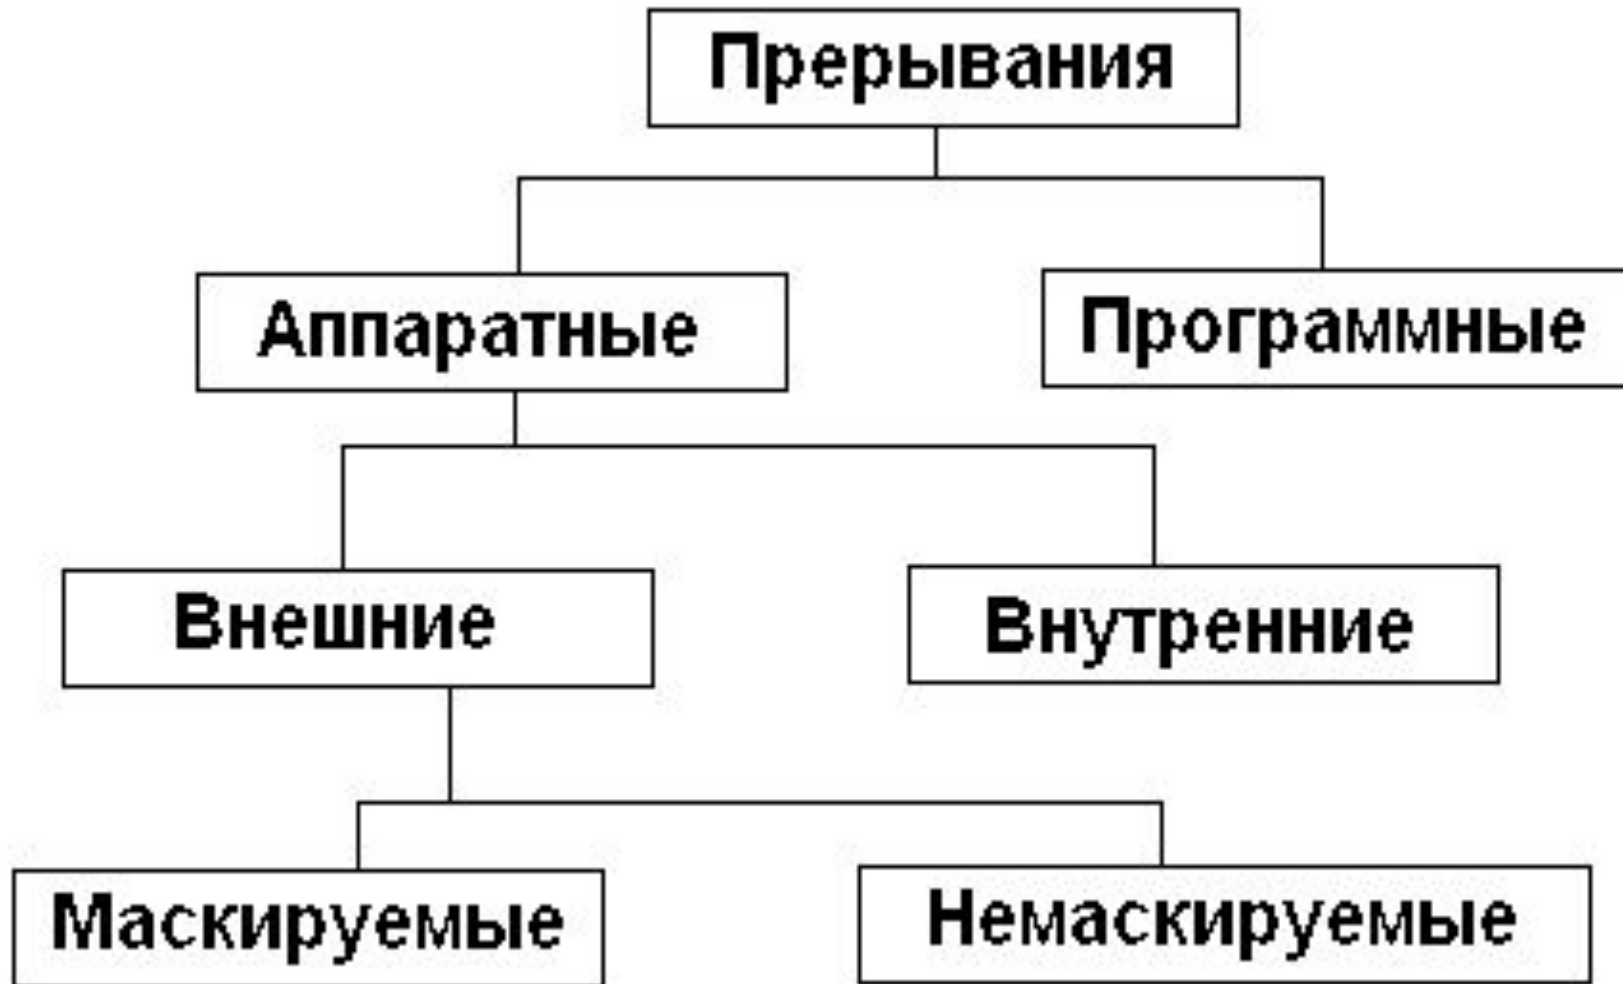 Прерывания
Аппаратные
Программные
Внешние
Внутренние
Маскируемые
Немаскируемые